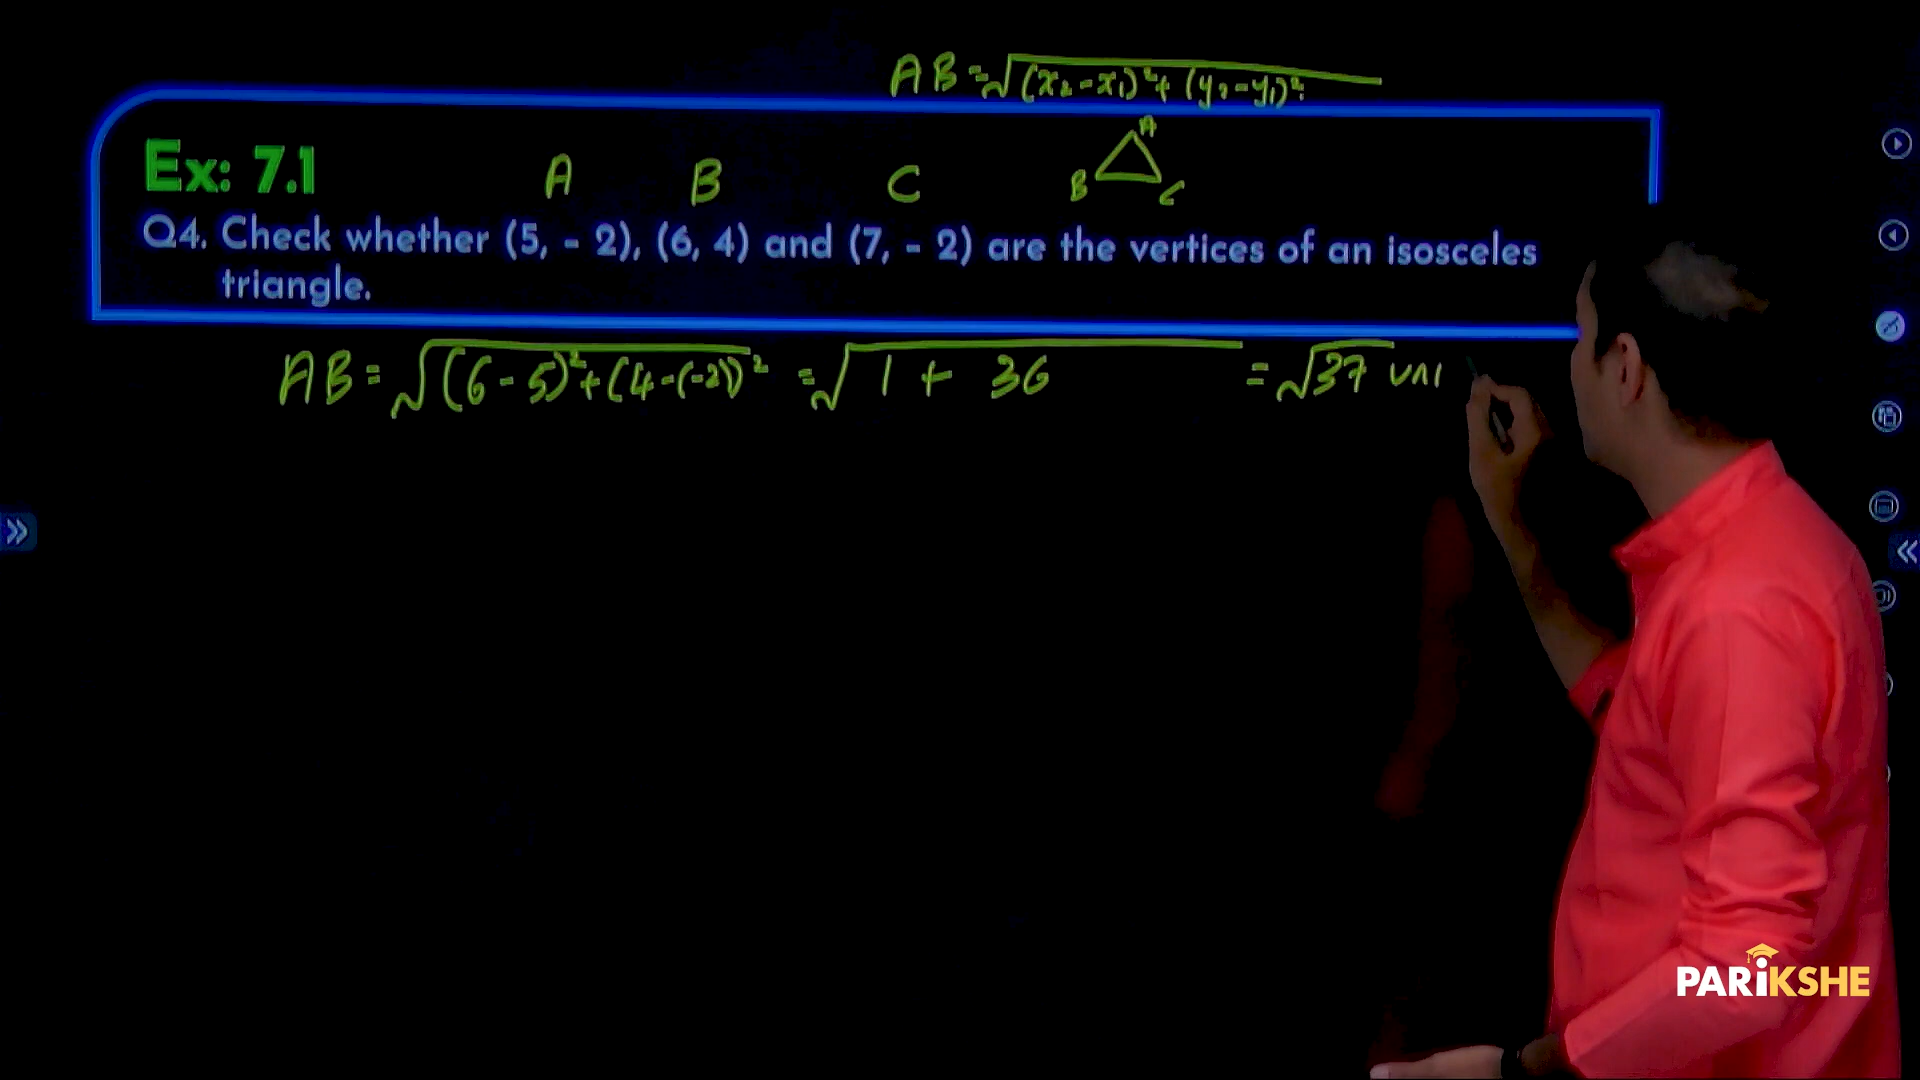 AB = √(x₂-x₁)²+(y₂-y₁)²
Ex: 7.1
A B C
A
B C
Q4. Check whether (5, - 2), (6, 4) and (7, - 2) are the vertices of an isosceles
triangle.
AB = √(6-5)²+(4-(-2))² = √1 + 36 = √37 uni
PARiKSHE